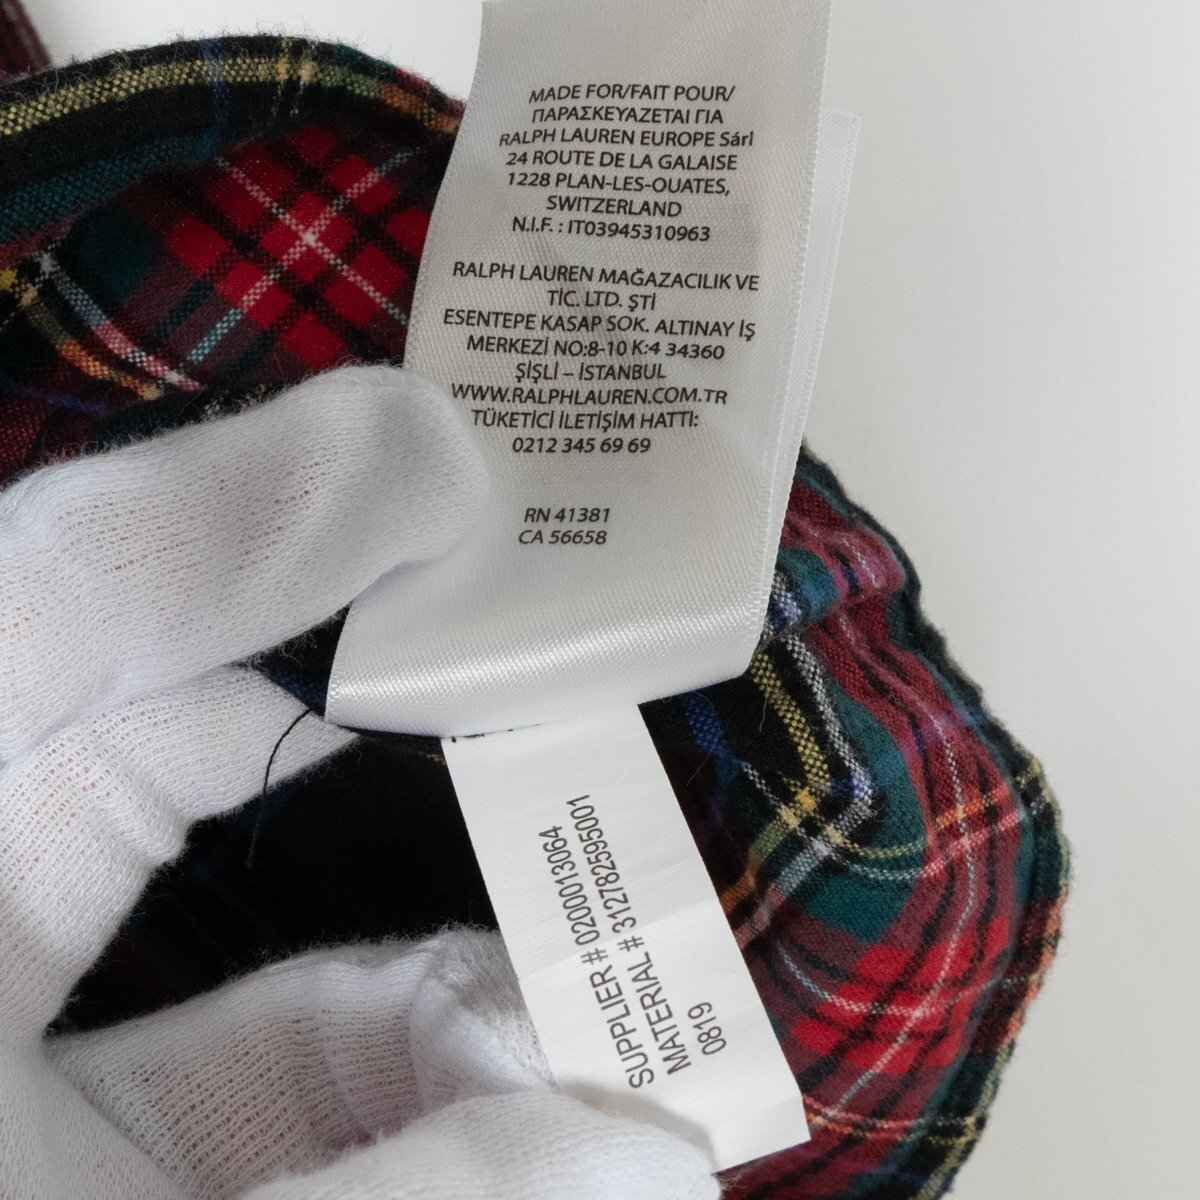 MADE FOR/FAIT POUR/
ΠΑΡΑΣΚΕΥΑΖΕΤΑΙ ΓΙΑ
RALPH LAUREN EUROPE Sárl
24 ROUTE DE LA GALAISE
1228 PLAN-LES-OUATES,
SWITZERLAND
N.I.F. : IT03945310963
RALPH LAUREN MAĞAZACILIK VE
TİC. LTD. ŞTİ
ESENTEPE KASAP SOK. ALTINAY İŞ
MERKEZİ NO:8-10 K:4 34360
ŞİŞLİ – İSTANBUL
WWW.RALPHLAUREN.COM.TR
TÜKETİCİ İLETİŞİM HATTI:
0212 345 69 69
RN 41381
CA 56658
SUPPLIER # 0200013064
MATERIAL # 312782595001
0819